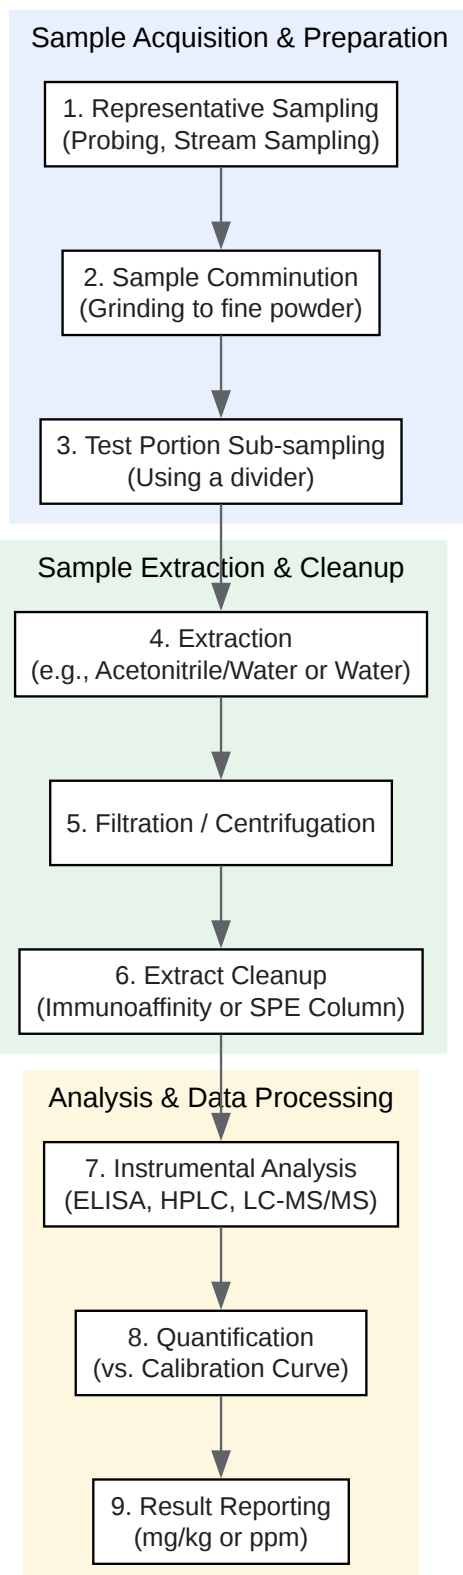 Sample Acquisition & Preparation
1. Representative Sampling
(Probing, Stream Sampling)
2. Sample Comminution
(Grinding to fine powder)
3. Test Portion Sub-sampling
(Using a divider)
Sample Extraction & Cleanup
4. Extraction
(e.g., Acetonitrile/Water or Water)
5. Filtration / Centrifugation
6. Extract Cleanup
(Immunoaffinity or SPE Column)
Analysis & Data Processing
7. Instrumental Analysis
(ELISA, HPLC, LC-MS/MS)
8. Quantification
(vs. Calibration Curve)
9. Result Reporting
(mg/kg or ppm)